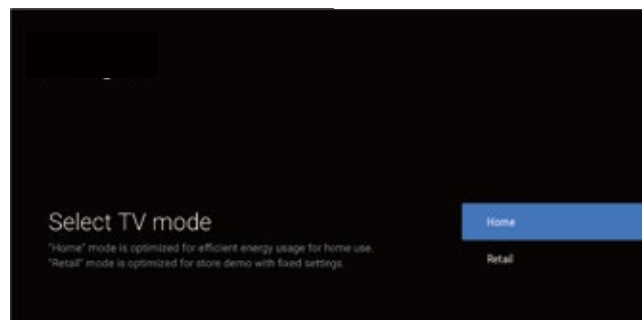 Select TV mode
"Home" mode is optimized for efficient energy usage for home use.
"Retail" mode is optimized for store demo with fixed settings.
Home
Retail